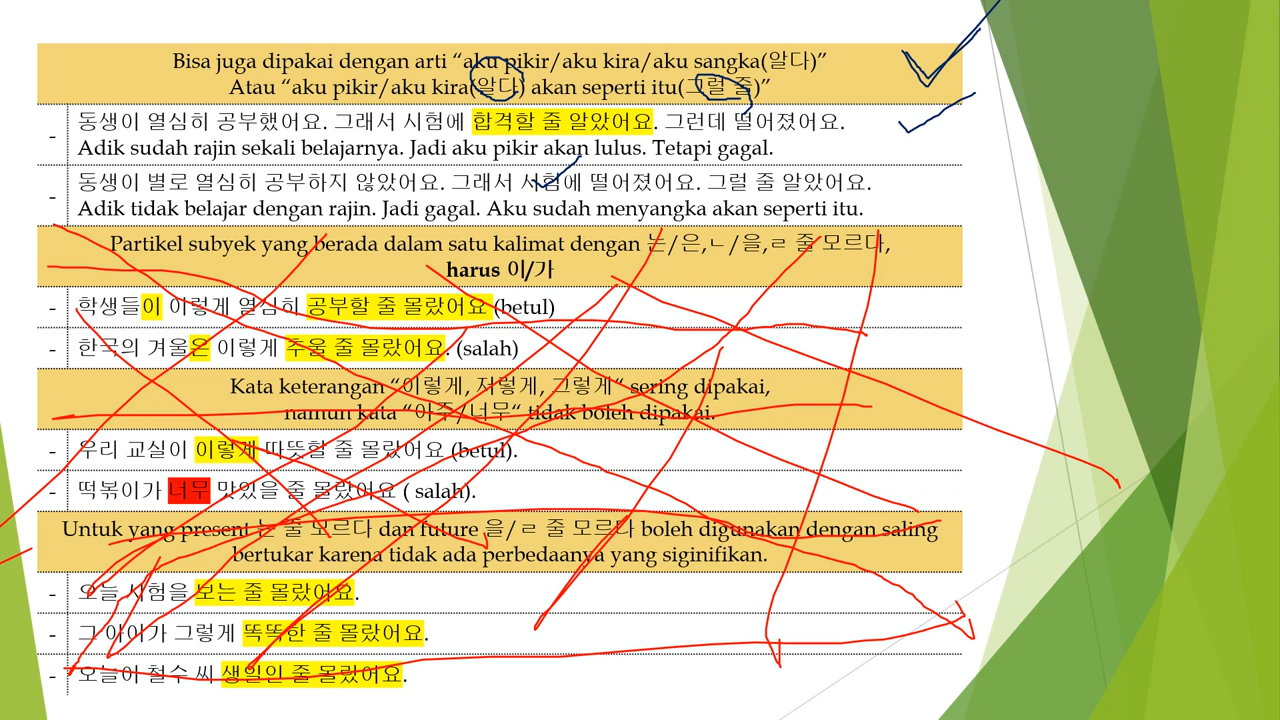 Bisa juga dipakai dengan arti “aku pikir/aku kira/aku sangka(알다)”
Atau “aku pikir/aku kira(알다) akan seperti itu(그럴 줄)”
- 동생이 열심히 공부했어요. 그래서 시험에 합격할 줄 알았어요. 그런데 떨어졌어요.
Adik sudah rajin sekali belajarnya. Jadi aku pikir akan lulus. Tetapi gagal.
- 동생이 별로 열심히 공부하지 않았어요. 그래서 시험에 떨어졌어요. 그럴 줄 알았어요.
Adik tidak belajar dengan rajin. Jadi gagal. Aku sudah menyangka akan seperti itu.
Partikel subyek yang berada dalam satu kalimat dengan 는/은,ㄴ/을,ㄹ 줄 모르다,
harus 이/가
- 학생들이 이렇게 열심히 공부할 줄 몰랐어요 (betul)
- 한국의 겨울은 이렇게 추울 줄 몰랐어요. (salah)
Kata keterangan “이렇게, 저렇게, 그렇게“ sering dipakai,
namun kata “아주/너무“ tidak boleh dipakai.
- 우리 교실이 이렇게 따뜻할 줄 몰랐어요 (betul).
- 떡볶이가 너무 맛있을 줄 몰랐어요 ( salah).
Untuk yang present 는 줄 모르다 dan future 을/ㄹ 줄 모르다 boleh digunakan dengan saling
bertukar karena tidak ada perbedaanya yang siginifikan.
- 오늘 시험을 보는 줄 몰랐어요.
- 그 아이가 그렇게 똑똑한 줄 몰랐어요.
- 오늘이 철수 씨 생일인 줄 몰랐어요.